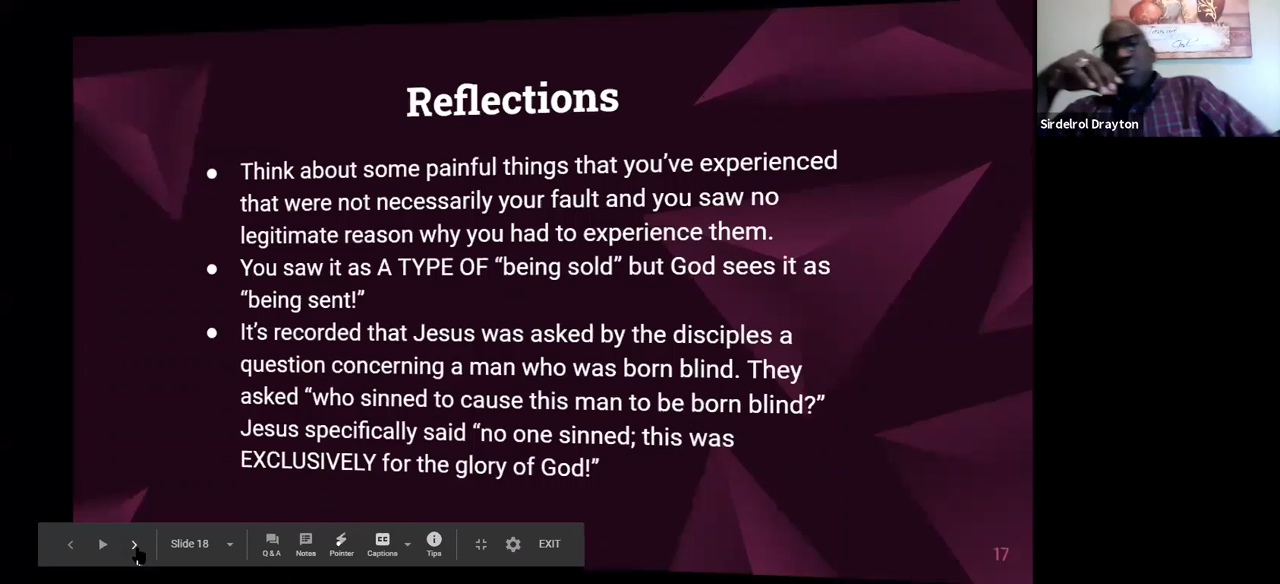 Reflections
● Think about some painful things that you’ve experienced
that were not necessarily your fault and you saw no
legitimate reason why you had to experience them.
● You saw it as A TYPE OF “being sold” but God sees it as
“being sent!”
● It’s recorded that Jesus was asked by the disciples a
question concerning a man who was born blind. They
asked “who sinned to cause this man to be born blind?”
Jesus specifically said “no one sinned; this was
EXCLUSIVELY for the glory of God!”
Sirdelrol Drayton
Slide 18
Q&A Notes Pointer Captions Tips EXIT
17